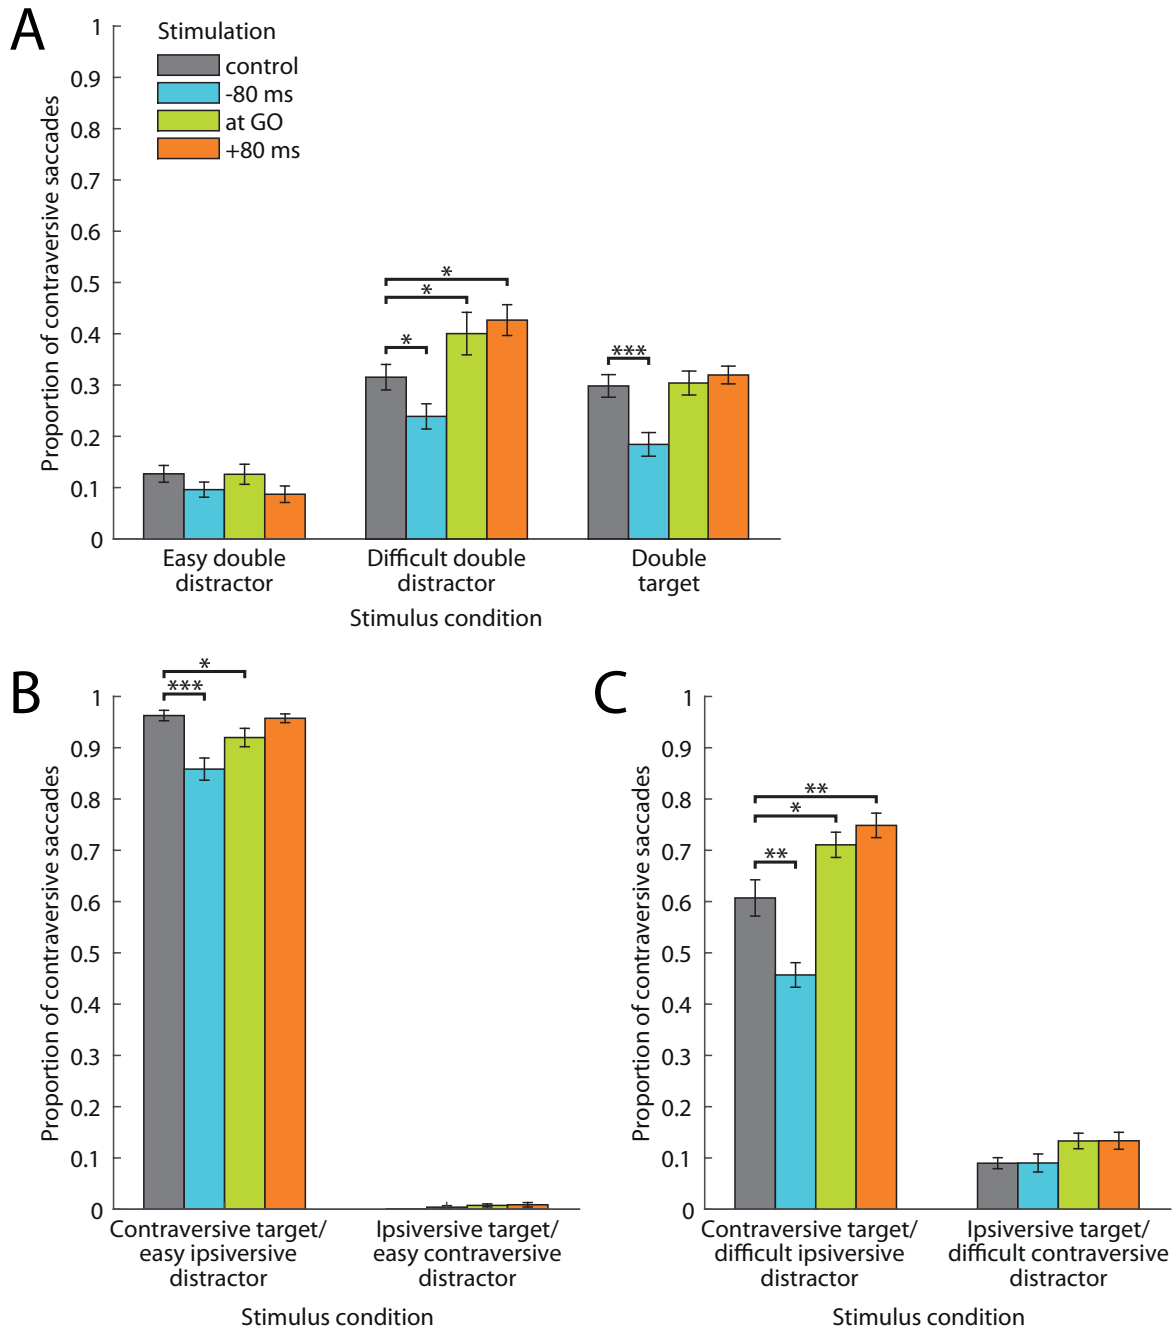 A
Stimulation
control
-80 ms
at GO
+80 ms
Proportion of contraversive saccades
1
0.9
0.8
0.7
0.6
0.5
0.4
0.3
0.2
0.1
0
*
*
*
***
Easy double
distractor
Difficult double
distractor
Double
target
Stimulus condition
B
Proportion of contraversive saccades
1
0.9
0.8
0.7
0.6
0.5
0.4
0.3
0.2
0.1
0
*
***
Contraversive target/
easy ipsiversive
distractor
Ipsiversive target/
easy contraversive
distractor
Stimulus condition
C
Proportion of contraversive saccades
1
0.9
0.8
0.7
0.6
0.5
0.4
0.3
0.2
0.1
0
**
*
**
Contraversive target/
difficult ipsiversive
distractor
Ipsiversive target/
difficult contraversive
distractor
Stimulus condition